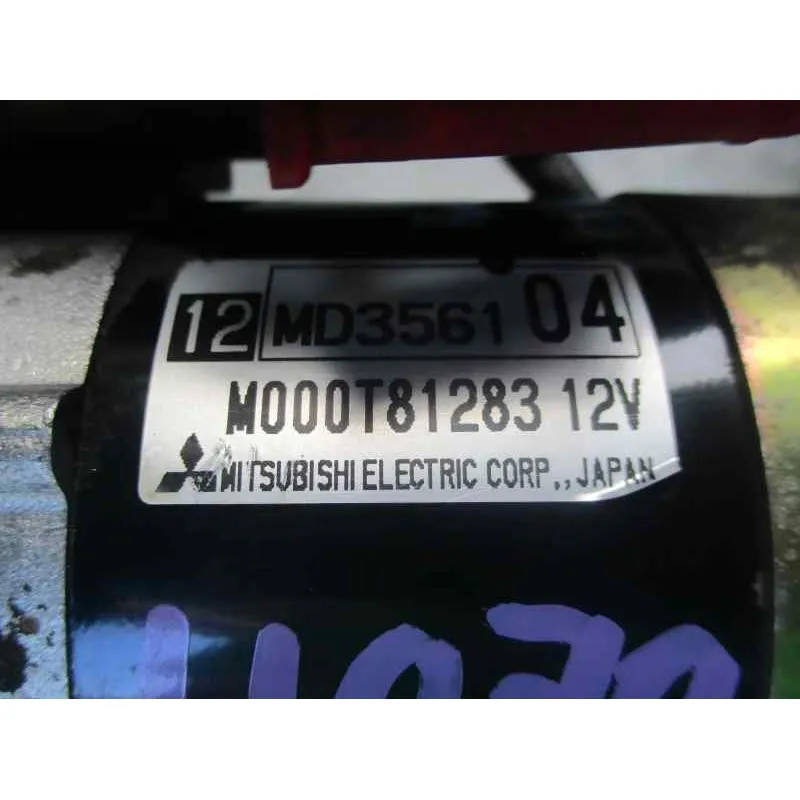 12 MD3561 04
M000T81283 12V
MITSUBISHI ELECTRIC CORP., JAPAN